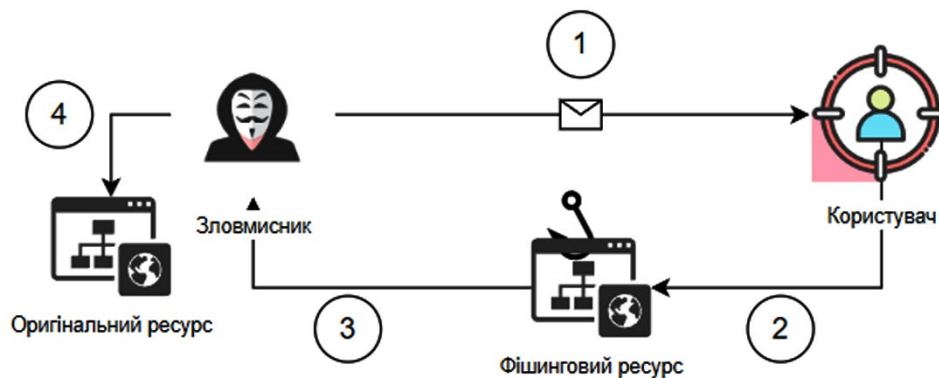 1
4
Зловмисник
Користувач
Оригінальний ресурс
3
2
Фішинговий ресурс